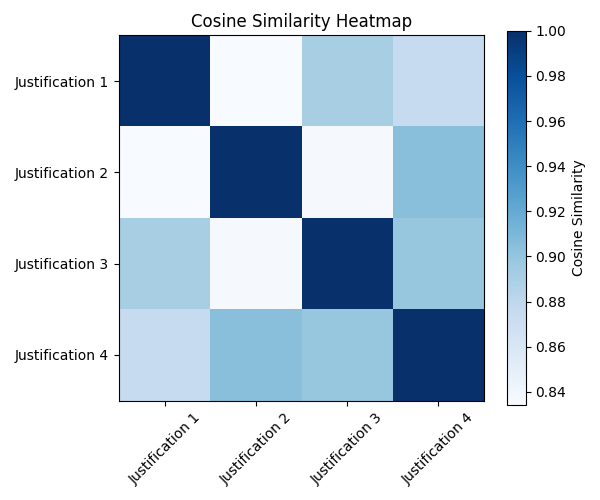 Cosine Similarity Heatmap
Justification 1
Justification 2
Justification 3
Justification 4
Justification 1
Justification 2
Justification 3
Justification 4
1.00
0.98
0.96
0.94
0.92
0.90
0.88
0.86
0.84
Cosine Similarity